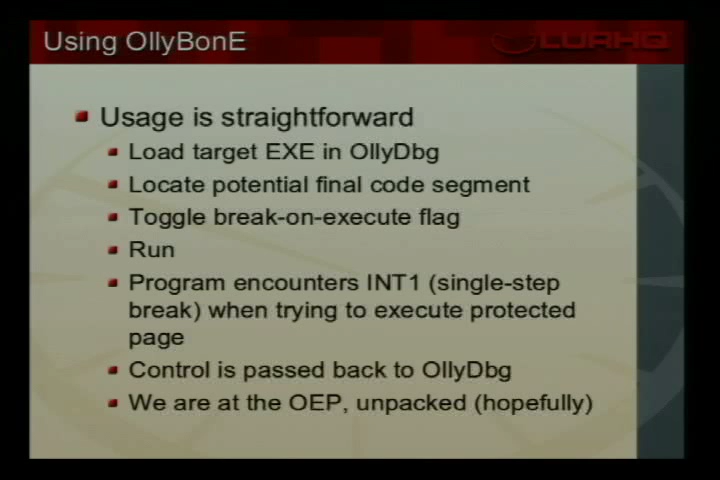 Using OllyBonE
LURHQ
Usage is straightforward
Load target EXE in OllyDbg
Locate potential final code segment
Toggle break-on-execute flag
Run
Program encounters INT1 (single-step
break) when trying to execute protected
page
Control is passed back to OllyDbg
We are at the OEP, unpacked (hopefully)